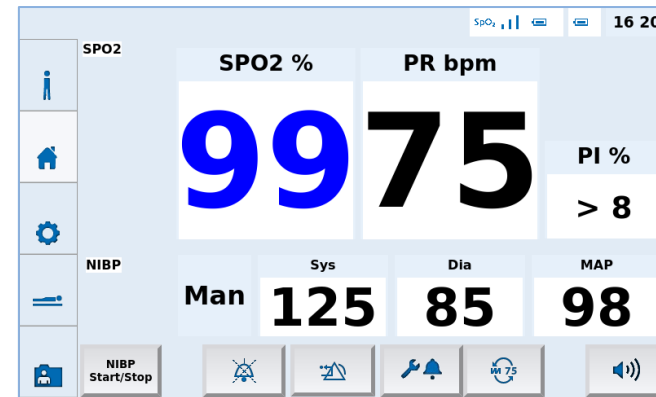 SpO₂
16 20
SPO2
SPO2 %
PR bpm
99
75
PI %
> 8
NIBP
Man
Sys
Dia
MAP
125
85
98
NIBP
Start/Stop
75